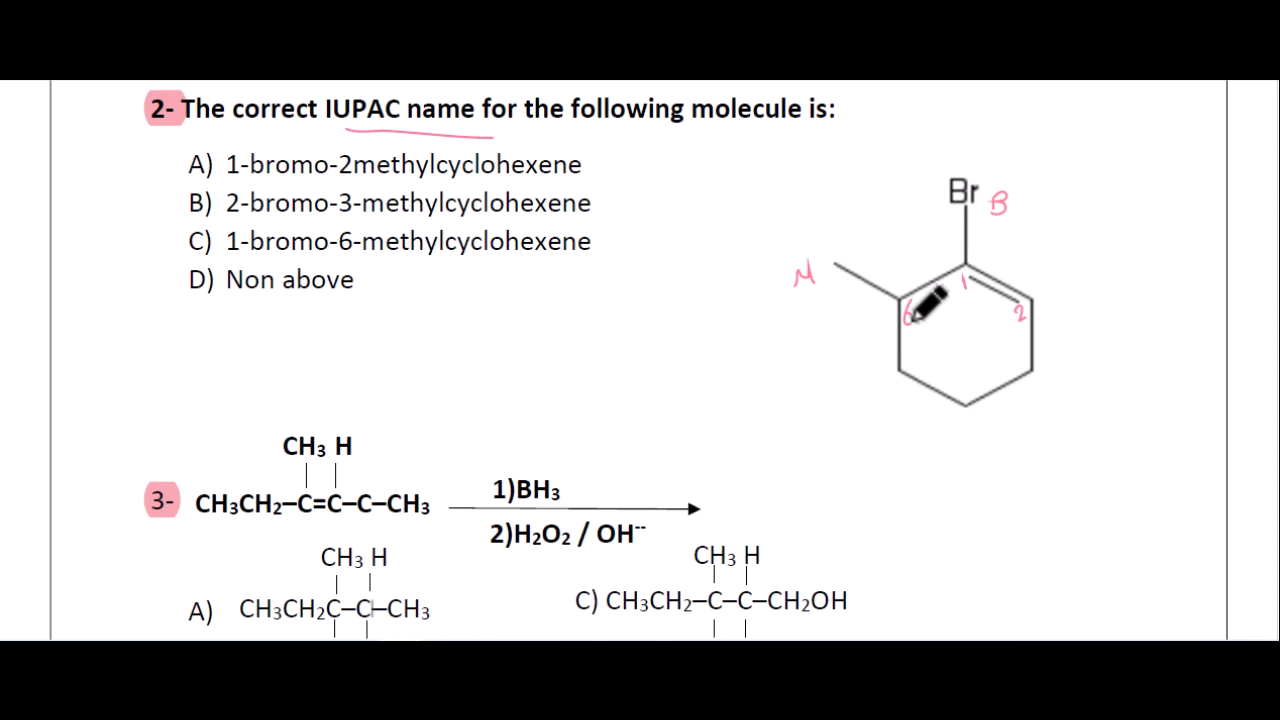 2- The correct IUPAC name for the following molecule is:
A) 1-bromo-2methylcyclohexene
B) 2-bromo-3-methylcyclohexene
C) 1-bromo-6-methylcyclohexene
D) Non above
Br B
M
6 1 2
CH₃ H
3- CH₃CH₂–C=C–C–CH₃
1)BH₃
2)H₂O₂ / OH--
CH₃ H
A) CH₃CH₂C–C–CH₃
CH₃ H
C) CH₃CH₂–C–C–CH₂OH